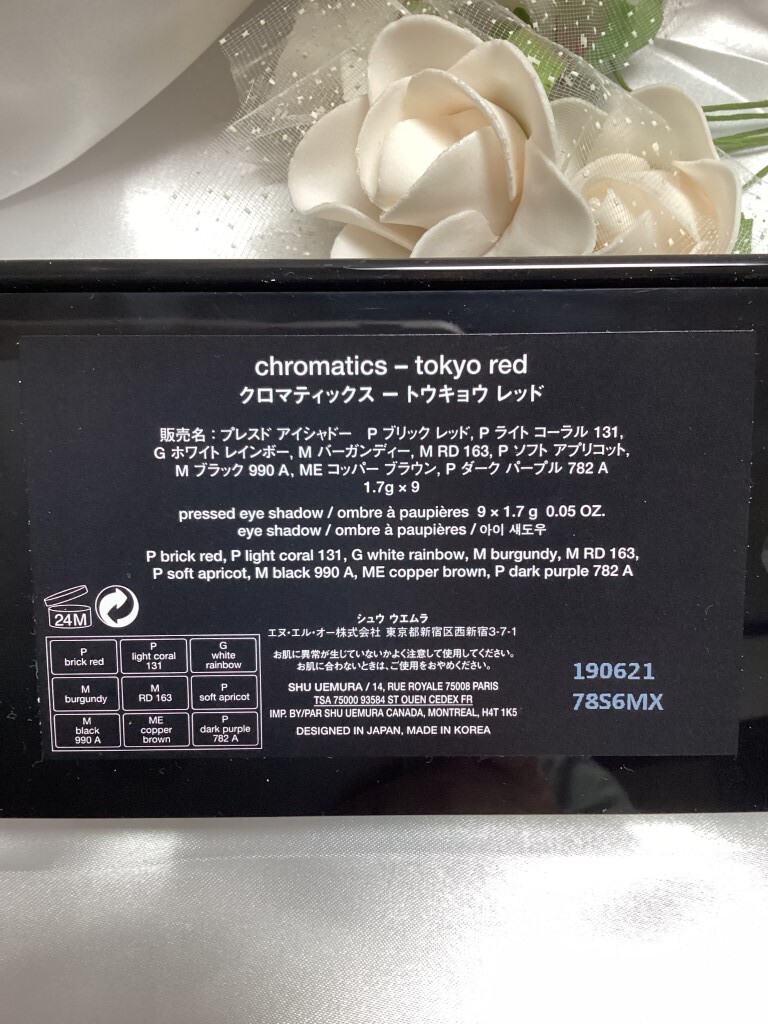 chromatics – tokyo red
クロマティックス ー トウキョウ レッド
販売名：プレスド アイシャドー　P ブリック レッド, P ライト コーラル 131,
G ホワイト レインボー, M バーガンディー, M RD 163, P ソフト アプリコット,
M ブラック 990 A, ME コッパー ブラウン, P ダーク パープル 782 A
1.7g × 9
pressed eye shadow / ombre à paupières 9 × 1.7 g 0.05 OZ.
eye shadow / ombre à paupières / 아이 섀도우
P brick red, P light coral 131, G white rainbow, M burgundy, M RD 163,
P soft apricot, M black 990 A, ME copper brown, P dark purple 782 A
24M
P
brick red
P
light coral
131
G
white
rainbow
M
burgundy
M
RD 163
P
soft apricot
M
black
990 A
ME
copper
brown
P
dark purple
782 A
シュウ ウエムラ
エヌ・エル・オー株式会社 東京都新宿区西新宿3-7-1
お肌に異常が生じていないかよく注意して使用してください。
お肌に合わないときは、ご使用をおやめください。
SHU UEMURA / 14, RUE ROYALE 75008 PARIS
TSA 75000 93584 ST OUEN CEDEX FR
IMP. BY/PAR SHU UEMURA CANADA, MONTREAL, H4T 1K5
DESIGNED IN JAPAN, MADE IN KOREA
190621
78S6MX